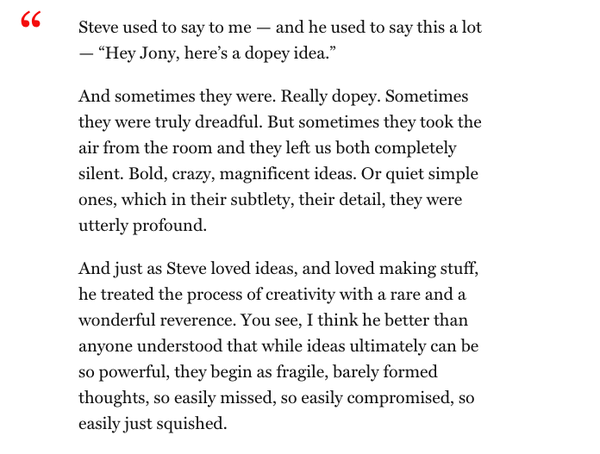 “
Steve used to say to me — and he used to say this a lot
— “Hey Jony, here’s a dopey idea.”
And sometimes they were. Really dopey. Sometimes
they were truly dreadful. But sometimes they took the
air from the room and they left us both completely
silent. Bold, crazy, magnificent ideas. Or quiet simple
ones, which in their subtlety, their detail, they were
utterly profound.
And just as Steve loved ideas, and loved making stuff,
he treated the process of creativity with a rare and a
wonderful reverence. You see, I think he better than
anyone understood that while ideas ultimately can be
so powerful, they begin as fragile, barely formed
thoughts, so easily missed, so easily compromised, so
easily just squished.